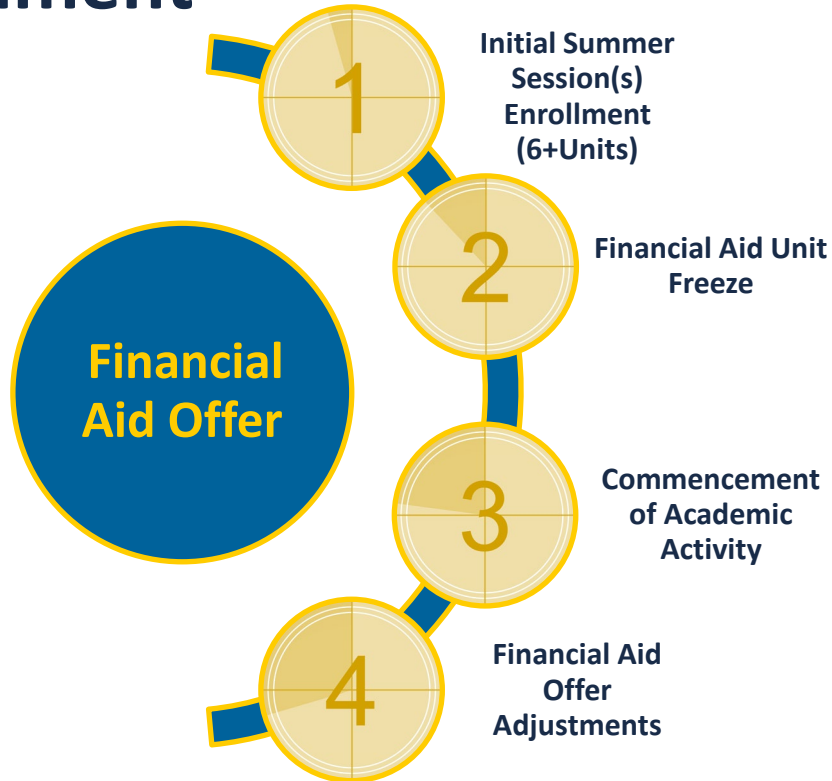 1
Initial Summer
Session(s)
Enrollment
(6+Units)
2
Financial Aid Unit
Freeze
Financial
Aid Offer
3
Commencement
of Academic
Activity
4
Financial Aid
Offer
Adjustments